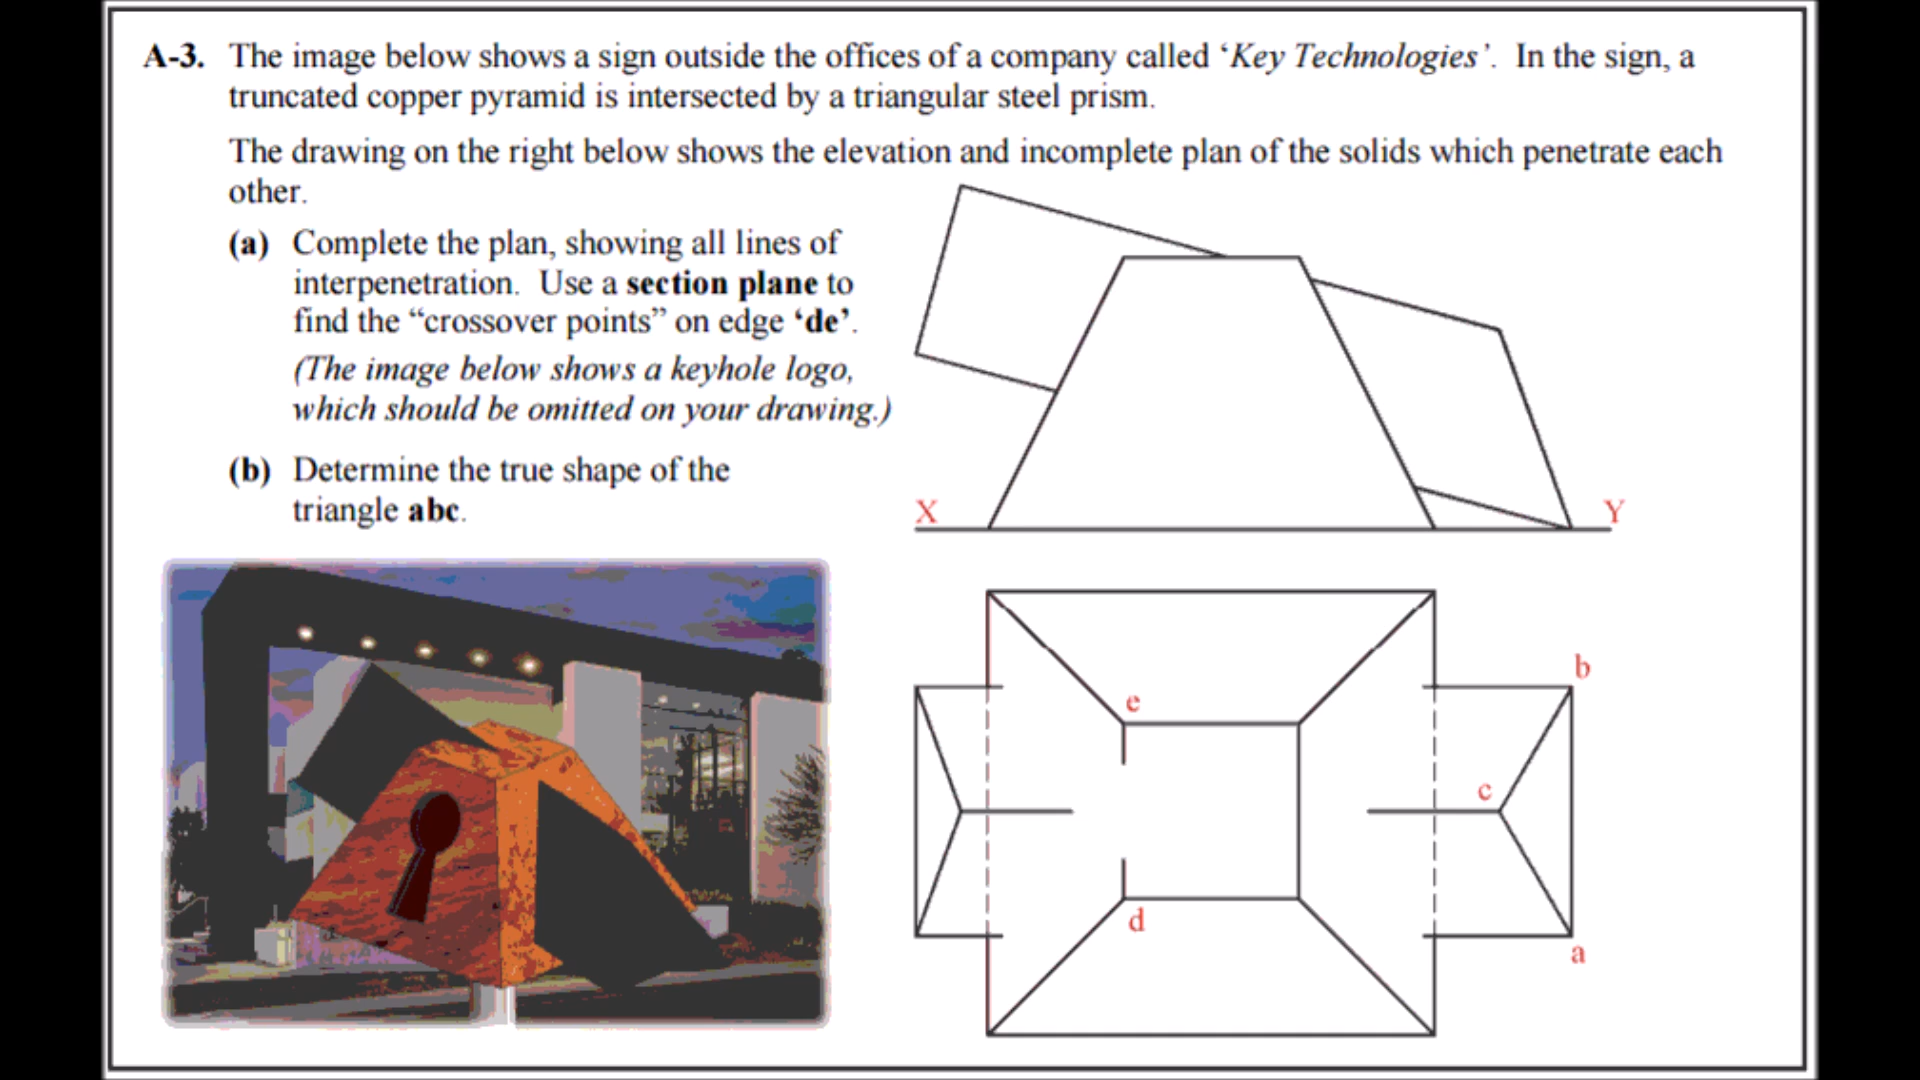 A-3. The image below shows a sign outside the offices of a company called ‘Key Technologies’. In the sign, a
truncated copper pyramid is intersected by a triangular steel prism.
The drawing on the right below shows the elevation and incomplete plan of the solids which penetrate each
other.
(a) Complete the plan, showing all lines of
interpenetration. Use a section plane to
find the “crossover points” on edge ‘de’.
(The image below shows a keyhole logo,
which should be omitted on your drawing.)
(b) Determine the true shape of the
triangle abc.
X
Y
b
e
c
d
a